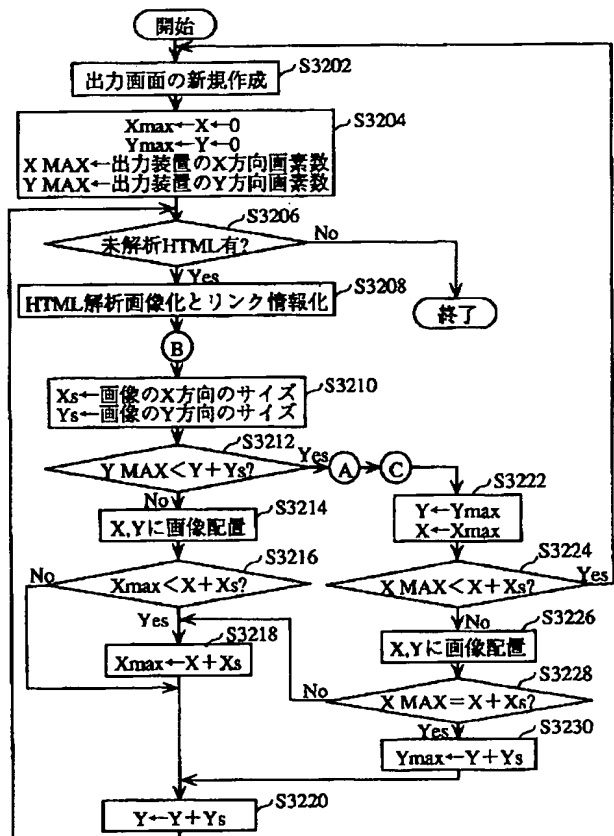 開始
S3202
出力画面の新規作成
S3204
Xmax←X←0
Ymax←Y←0
X MAX←出力装置のX方向画素数
Y MAX←出力装置のY方向画素数
S3206
未解析HTML有?
No
Yes
S3208
HTML解析画像化とリンク情報化
終了
B
S3210
Xs←画像のX方向のサイズ
Ys←画像のY方向のサイズ
S3212
Y MAX<Y+Ys?
Yes
A
C
No
S3214
X,Yに画像配置
S3222
Y←Ymax
X←Xmax
S3216
Xmax<X+Xs?
No
Yes
S3224
X MAX<X+Xs?
Yes
No
S3218
Xmax←X+Xs
S3226
X,Yに画像配置
S3228
X MAX=X+Xs?
No
Yes
S3230
Ymax←Y+Ys
S3220
Y←Y+Ys